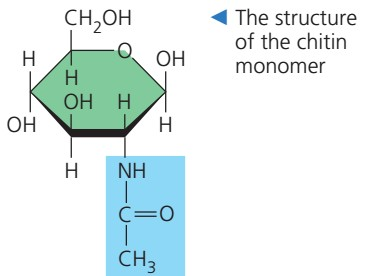 CH₂OH
◀ The structure
of the chitin
monomer
H O OH
H
OH H
OH H
H NH
C=O
CH₃